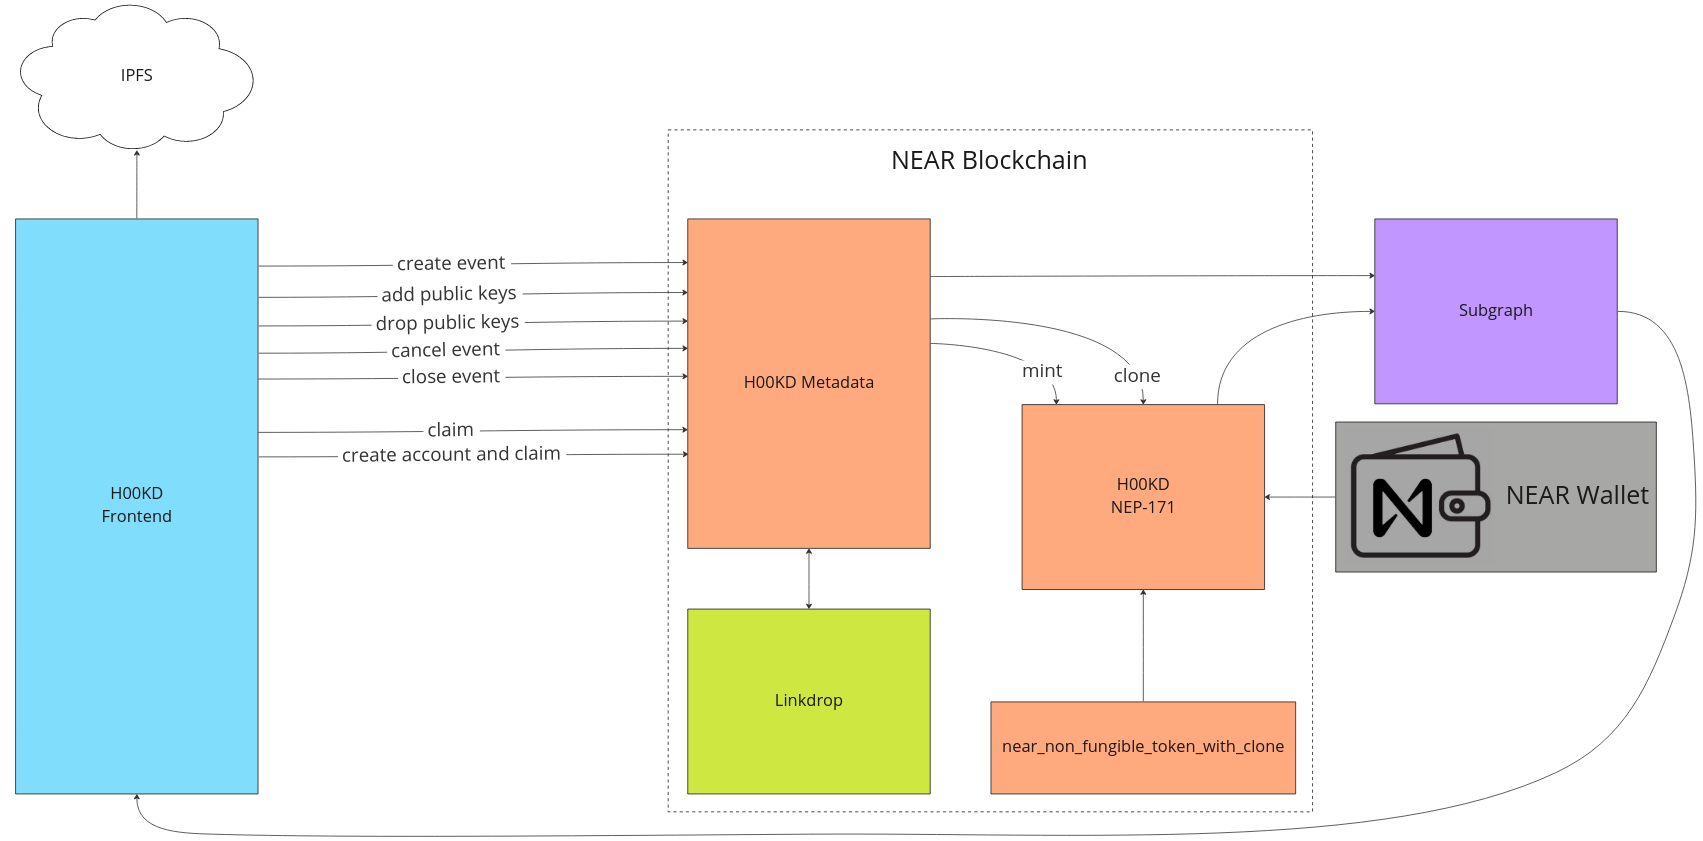 IPFS
NEAR Blockchain
create event
add public keys
drop public keys
cancel event
close event
claim
create account and claim
H00KD
Frontend
H00KD Metadata
mint
clone
Subgraph
H00KD
NEP-171
NEAR Wallet
Linkdrop
near_non_fungible_token_with_clone